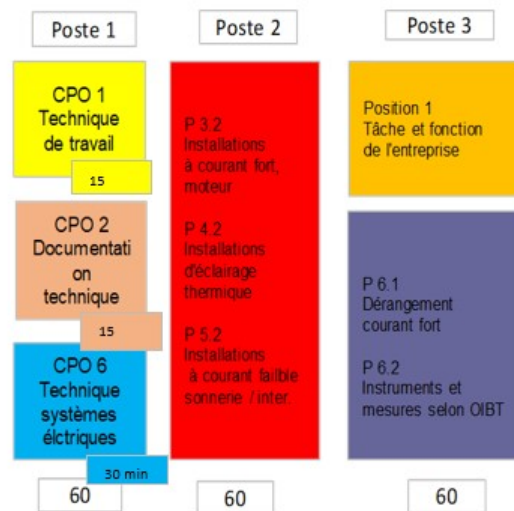 Poste 1
CPO 1
Technique
de travail
15
CPO 2
Documentati
on
technique
15
CPO 6
Technique
systèmes
élctriques
30 min
60
Poste 2
P 3.2
Installations
à courant fort,
moteur
P 4.2
Installations
d'éclairage
thermique
P 5.2
Installations
à courant failble
sonnerie / inter.
60
Poste 3
Position 1
Tâche et fonction
de l'entreprise
P 6.1
Dérangement
courant fort
P 6.2
Instruments et
mesures selon OIBT
60